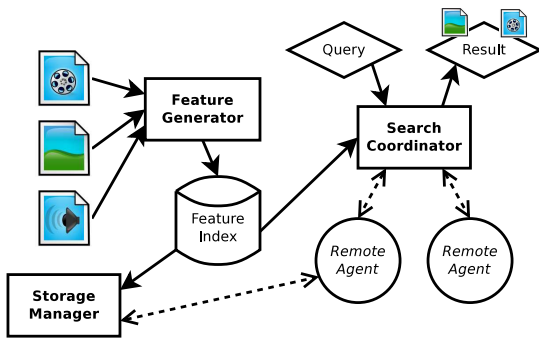 Query
Result
Feature
Generator
Search
Coordinator
Feature
Index
Remote
Agent
Remote
Agent
Storage
Manager